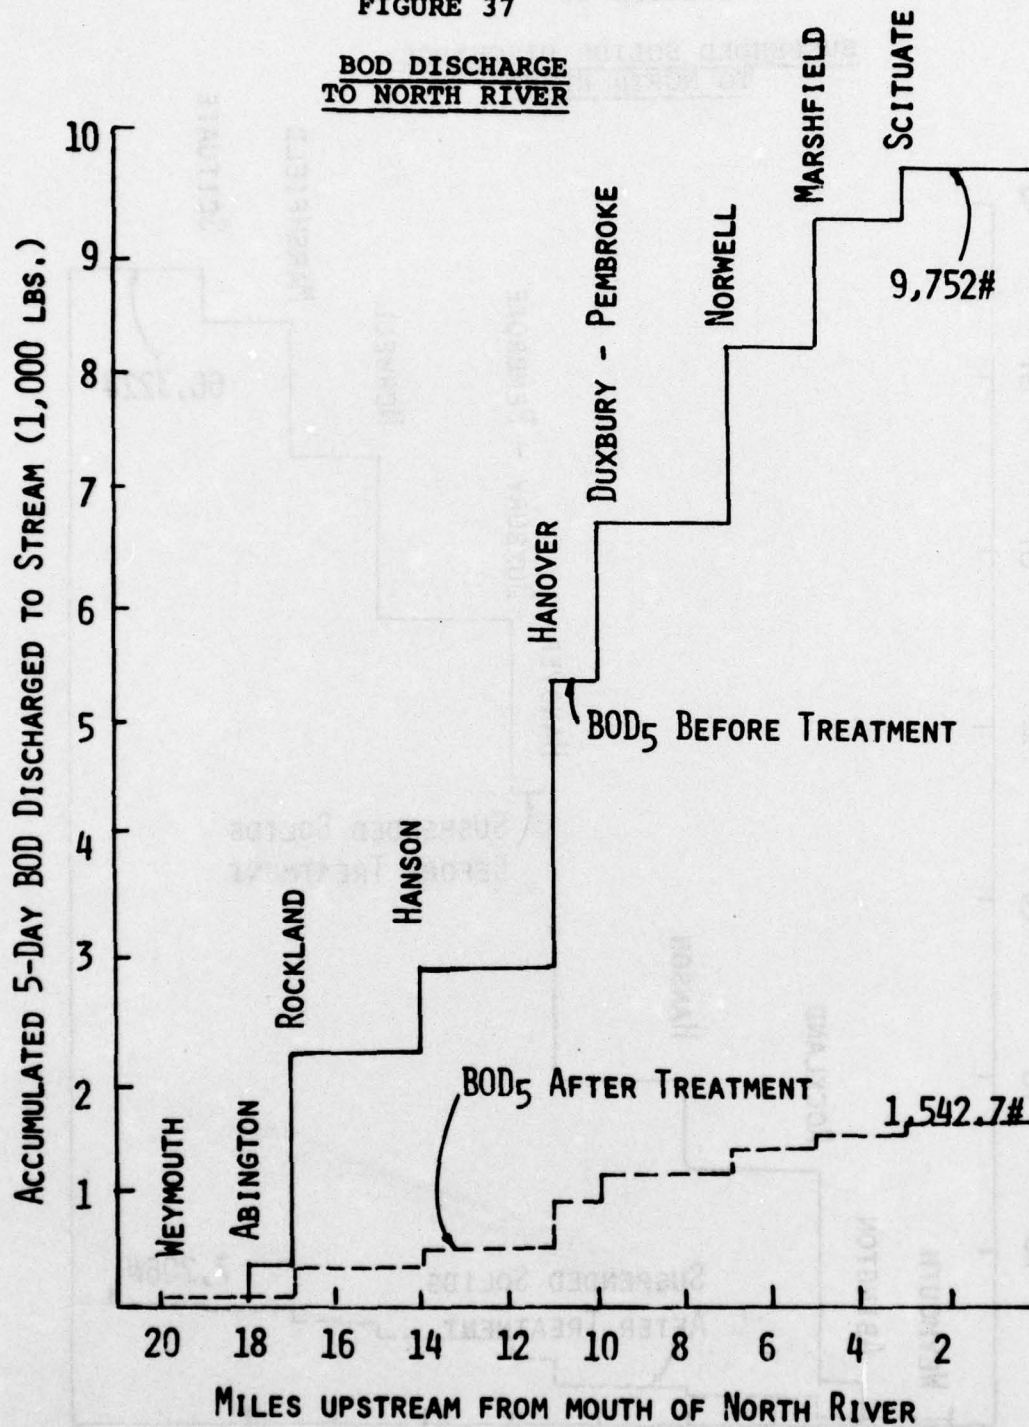 FIGURE 37
BOD DISCHARGE
TO NORTH RIVER
ACCUMULATED 5-DAY BOD DISCHARGED TO STREAM (1,000 LBS.)
10
9
8
7
6
5
4
3
2
1
WEYMOUTH
ABINGTON
ROCKLAND
HANSON
HANOVER
DUXBURY - PEMBROKE
NORWELL
MARSHFIELD
SCITUATE
9,752#
BOD5 BEFORE TREATMENT
BOD5 AFTER TREATMENT
1,542.7#
20 18 16 14 12 10 8 6 4 2
MILES UPSTREAM FROM MOUTH OF NORTH RIVER